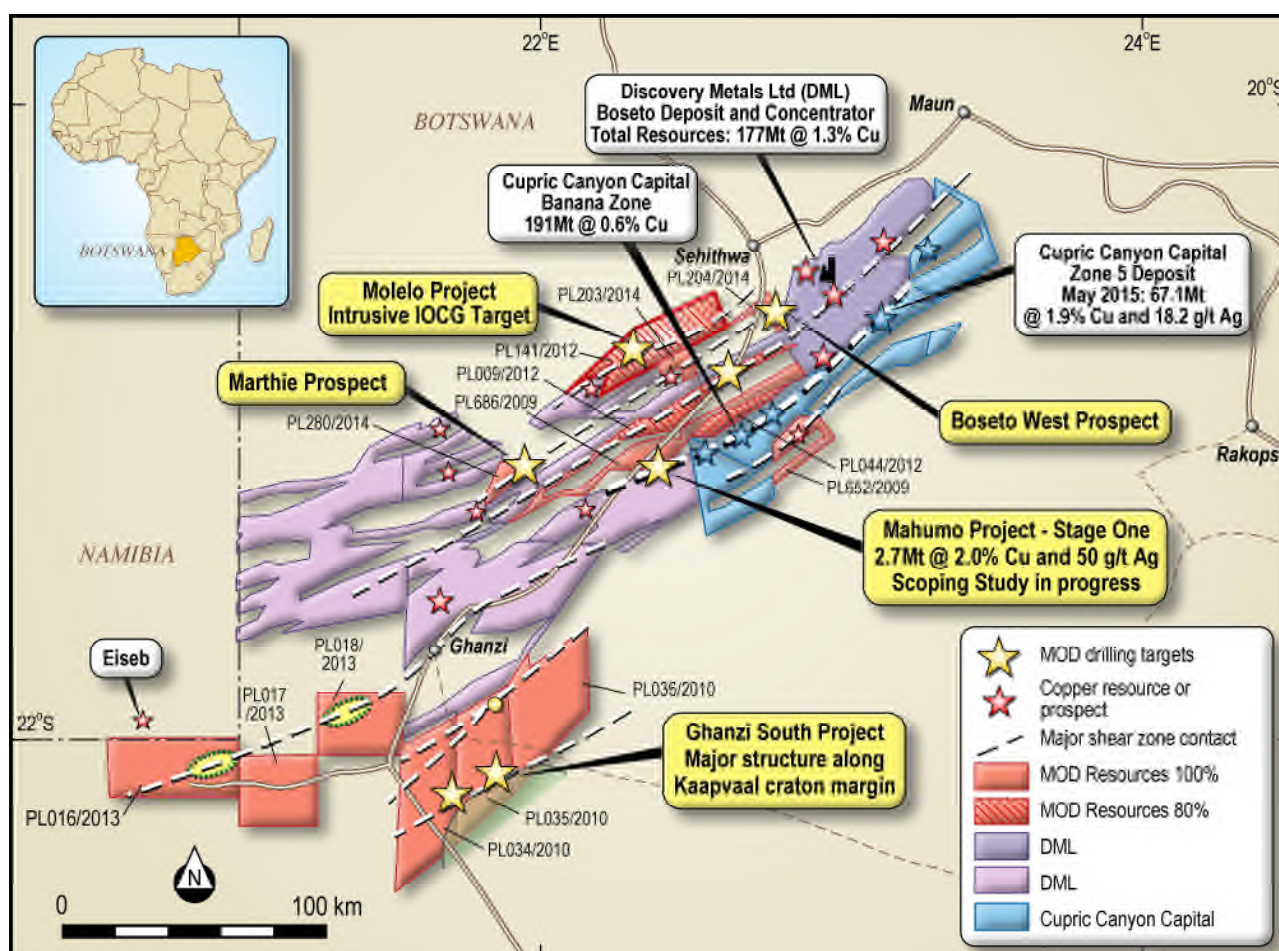 22°E
24°E
20°S
BOTSWANA
Discovery Metals Ltd (DML)
Boseto Deposit and Concentrator
Total Resources: 177Mt @ 1.3% Cu
Maun
Cupric Canyon Capital
Banana Zone
191Mt @ 0.6% Cu
BOTSWANA
Sehithwa
PL204/2014
Cupric Canyon Capital
Zone 5 Deposit
May 2015: 67.1Mt
@ 1.9% Cu and 18.2 g/t Ag
Molelo Project
Intrusive IOCG Target
PL203/2014
PL141/2012
PL009/2012
PL686/2009
Marthie Prospect
PL280/2014
Boseto West Prospect
Rakops
PL044/2012
PL652/2009
Mahumo Project - Stage One
2.7Mt @ 2.0% Cu and 50 g/t Ag
Scoping Study in progress
NAMIBIA
Ghanzi
Eiseb
PL018/
2013
PL017
/2013
22°S
PL036/2010
Ghanzi South Project
Major structure along
Kaapvaal craton margin
PL016/2013
PL035/2010
PL034/2010
N
0
100 km
MOD drilling targets
Copper resource or
prospect
Major shear zone contact
MOD Resources 100%
MOD Resources 80%
DML
DML
Cupric Canyon Capital